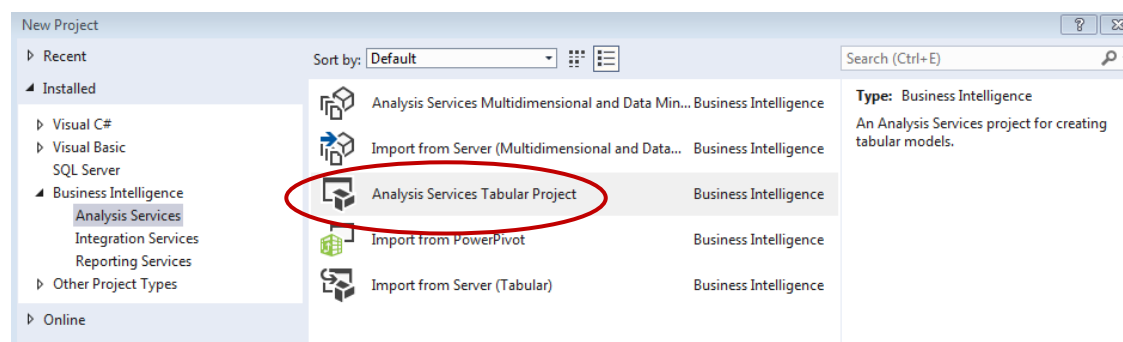 New Project
Recent
Installed
Visual C#
Visual Basic
SQL Server
Business Intelligence
Analysis Services
Integration Services
Reporting Services
Other Project Types
Online
Sort by: Default
Analysis Services Multidimensional and Data Min... Business Intelligence
Import from Server (Multidimensional and Data... Business Intelligence
Analysis Services Tabular Project Business Intelligence
Import from PowerPivot Business Intelligence
Import from Server (Tabular) Business Intelligence
Search (Ctrl+E)
Type: Business Intelligence
An Analysis Services project for creating
tabular models.